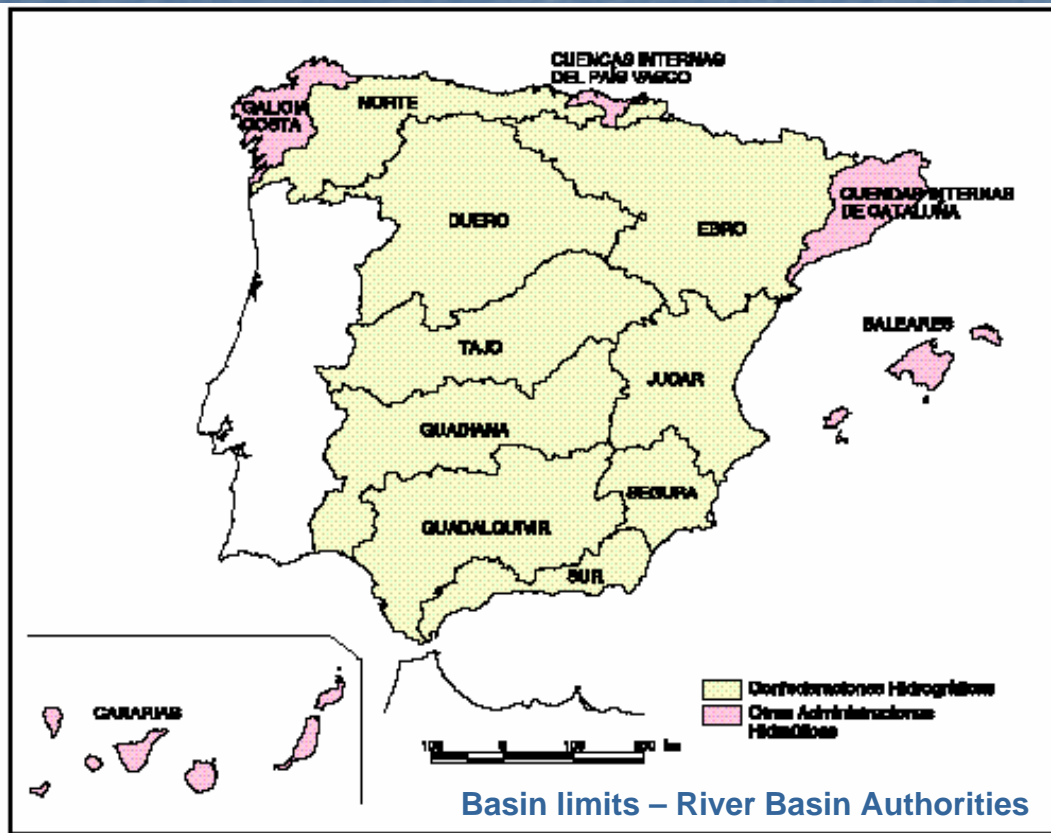 CUENCAS INTERNAS
DEL PAÍS VASCO
GALICIA
COSTA
NORTE
CUENCAS INTERNAS
DE CATALUÑA
DUERO
EBRO
BALEARES
TAJO
JUCAR
GUADIANA
SEGURA
GUADALQUIVIR
SUR
CANARIAS
Confederaciones Hidrográficas
Otras Administraciones
Hidráulicas
100 0 100 200 km
Basin limits – River Basin Authorities